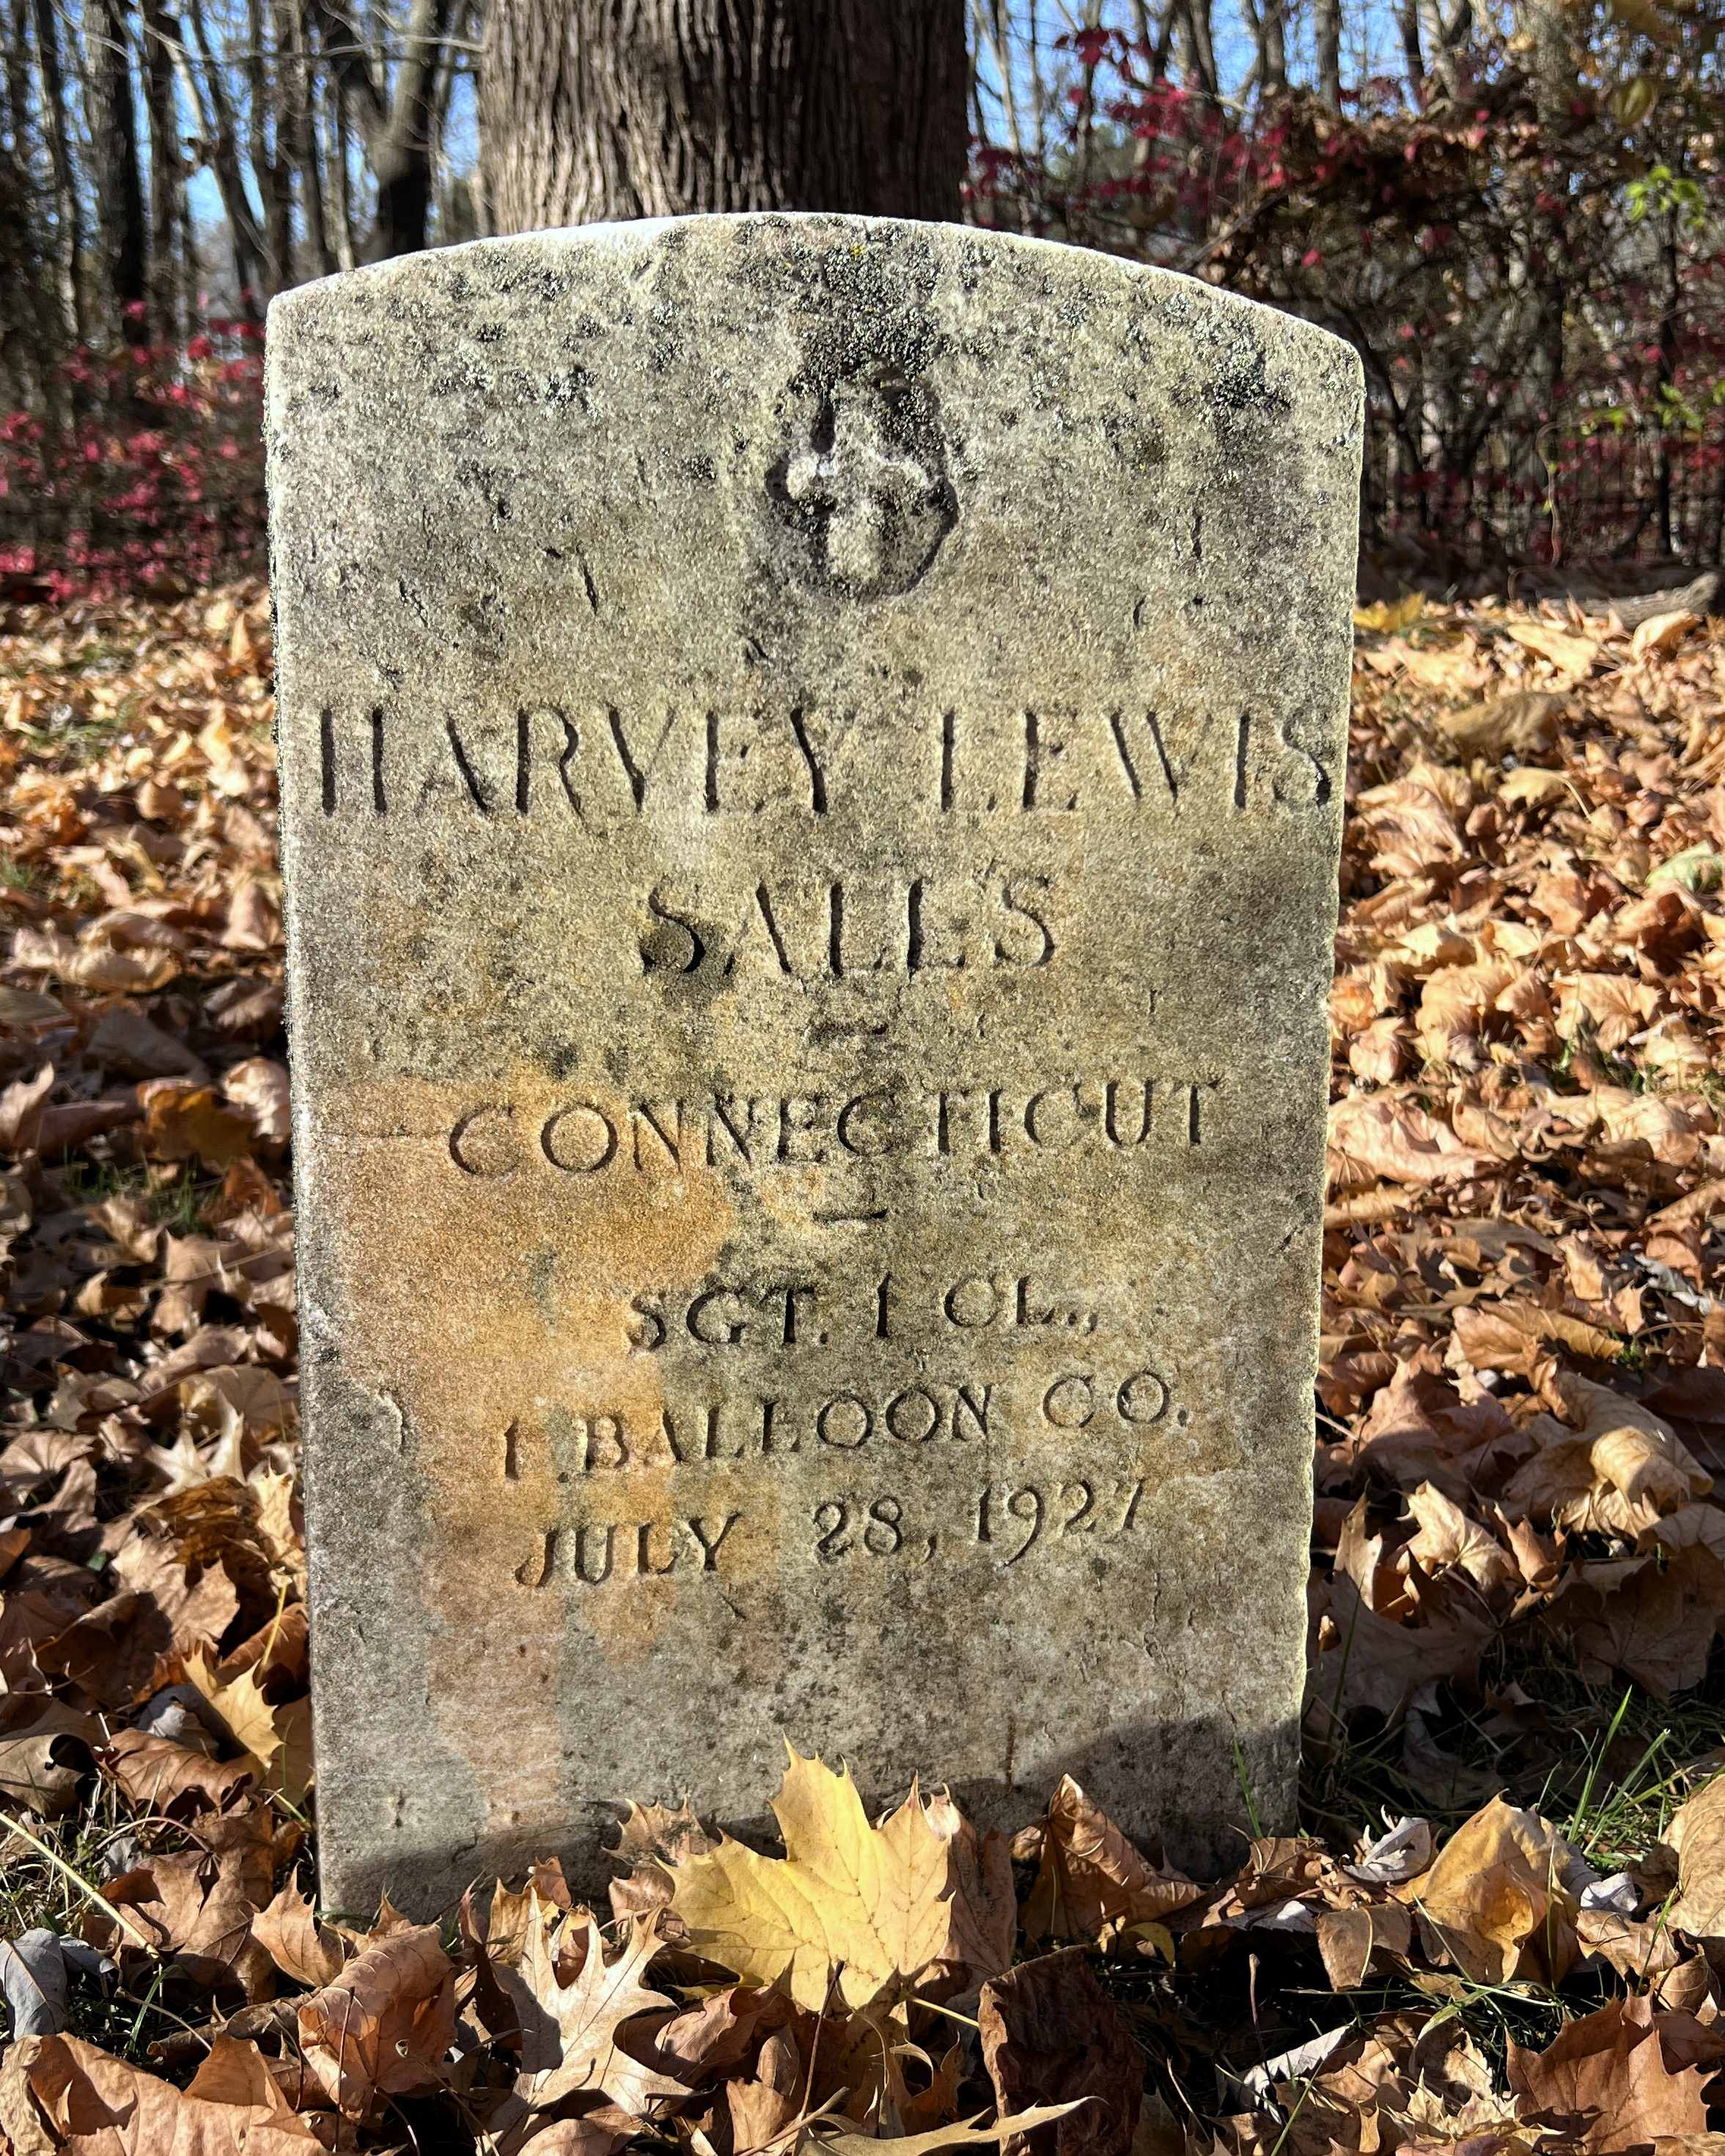 HARVEY LEWIS
SALLS
CONNECTICUT
SGT. 1 CL.,
1 BALLOON CO.
JULY 28, 1927